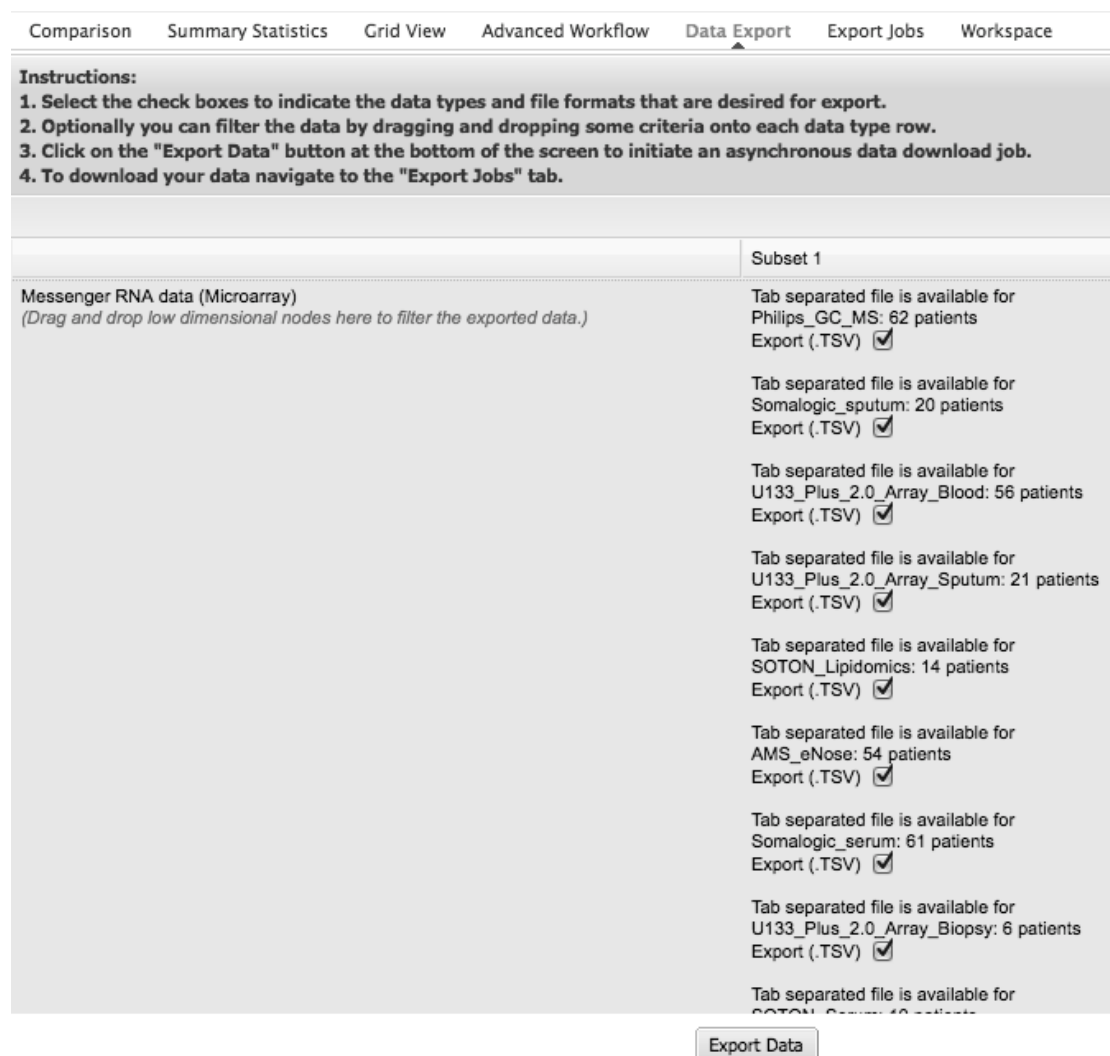 Comparison Summary Statistics Grid View Advanced Workflow Data Export Export Jobs Workspace
Instructions:
1. Select the check boxes to indicate the data types and file formats that are desired for export.
2. Optionally you can filter the data by dragging and dropping some criteria onto each data type row.
3. Click on the "Export Data" button at the bottom of the screen to initiate an asynchronous data download job.
4. To download your data navigate to the "Export Jobs" tab.
Subset 1
Messenger RNA data (Microarray)
(Drag and drop low dimensional nodes here to filter the exported data.)
Tab separated file is available for
Philips_GC_MS: 62 patients
Export (.TSV)
Tab separated file is available for
Somalogic_sputum: 20 patients
Export (.TSV)
Tab separated file is available for
U133_Plus_2.0_Array_Blood: 56 patients
Export (.TSV)
Tab separated file is available for
U133_Plus_2.0_Array_Sputum: 21 patients
Export (.TSV)
Tab separated file is available for
SOTON_Lipidomics: 14 patients
Export (.TSV)
Tab separated file is available for
AMS_eNose: 54 patients
Export (.TSV)
Tab separated file is available for
Somalogic_serum: 61 patients
Export (.TSV)
Tab separated file is available for
U133_Plus_2.0_Array_Biopsy: 6 patients
Export (.TSV)
Tab separated file is available for
Export Data